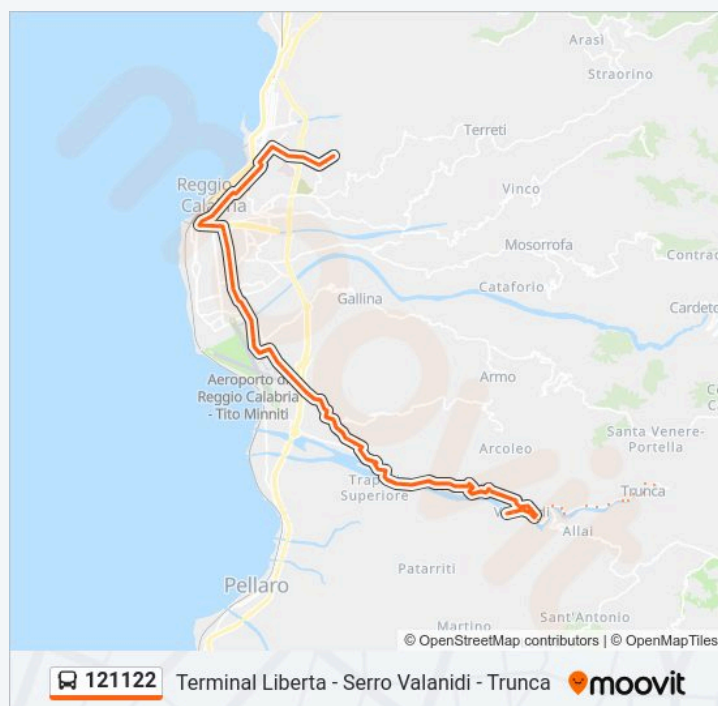 Arasì
Straorino
Terreti
Reggio
Calabria
Vinco
Mosorrofa
Contrad
Cataforio
Gallina
Cardeto
Aeroporto di
Reggio Calabria
- Tito Minniti
Armo
Santa Venere-
Portella
Arcoleo
Superiore
Trunca
Allai
Pellaro
Patarriti
Sant'Antonio
Martino
© OpenStreetMap contributors | © OpenMapTiles
121122 Terminal Liberta - Serro Valanidi - Trunca moovit